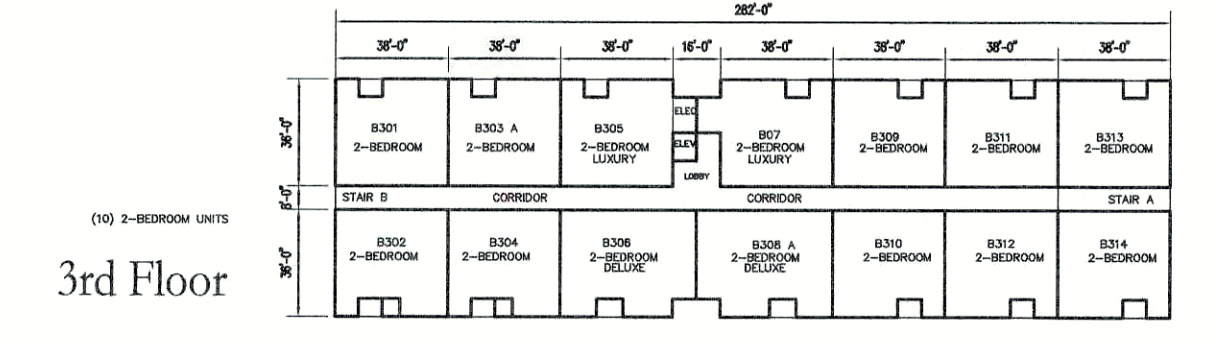 282'-0"
38'-0" 38'-0" 38'-0" 16'-0" 38'-0" 38'-0" 38'-0" 38'-0"
36'-0"
ELEC
ELEV
LOBBY
B301
2-BEDROOM
B303 A
2-BEDROOM
B305
2-BEDROOM
LUXURY
B07
2-BEDROOM
LUXURY
B309
2-BEDROOM
B311
2-BEDROOM
B313
2-BEDROOM
8'-0"
STAIR B CORRIDOR CORRIDOR STAIR A
(10) 2-BEDROOM UNITS
3rd Floor
36'-0"
B302
2-BEDROOM
B304
2-BEDROOM
B306
2-BEDROOM
DELUXE
B308 A
2-BEDROOM
DELUXE
B310
2-BEDROOM
B312
2-BEDROOM
B314
2-BEDROOM